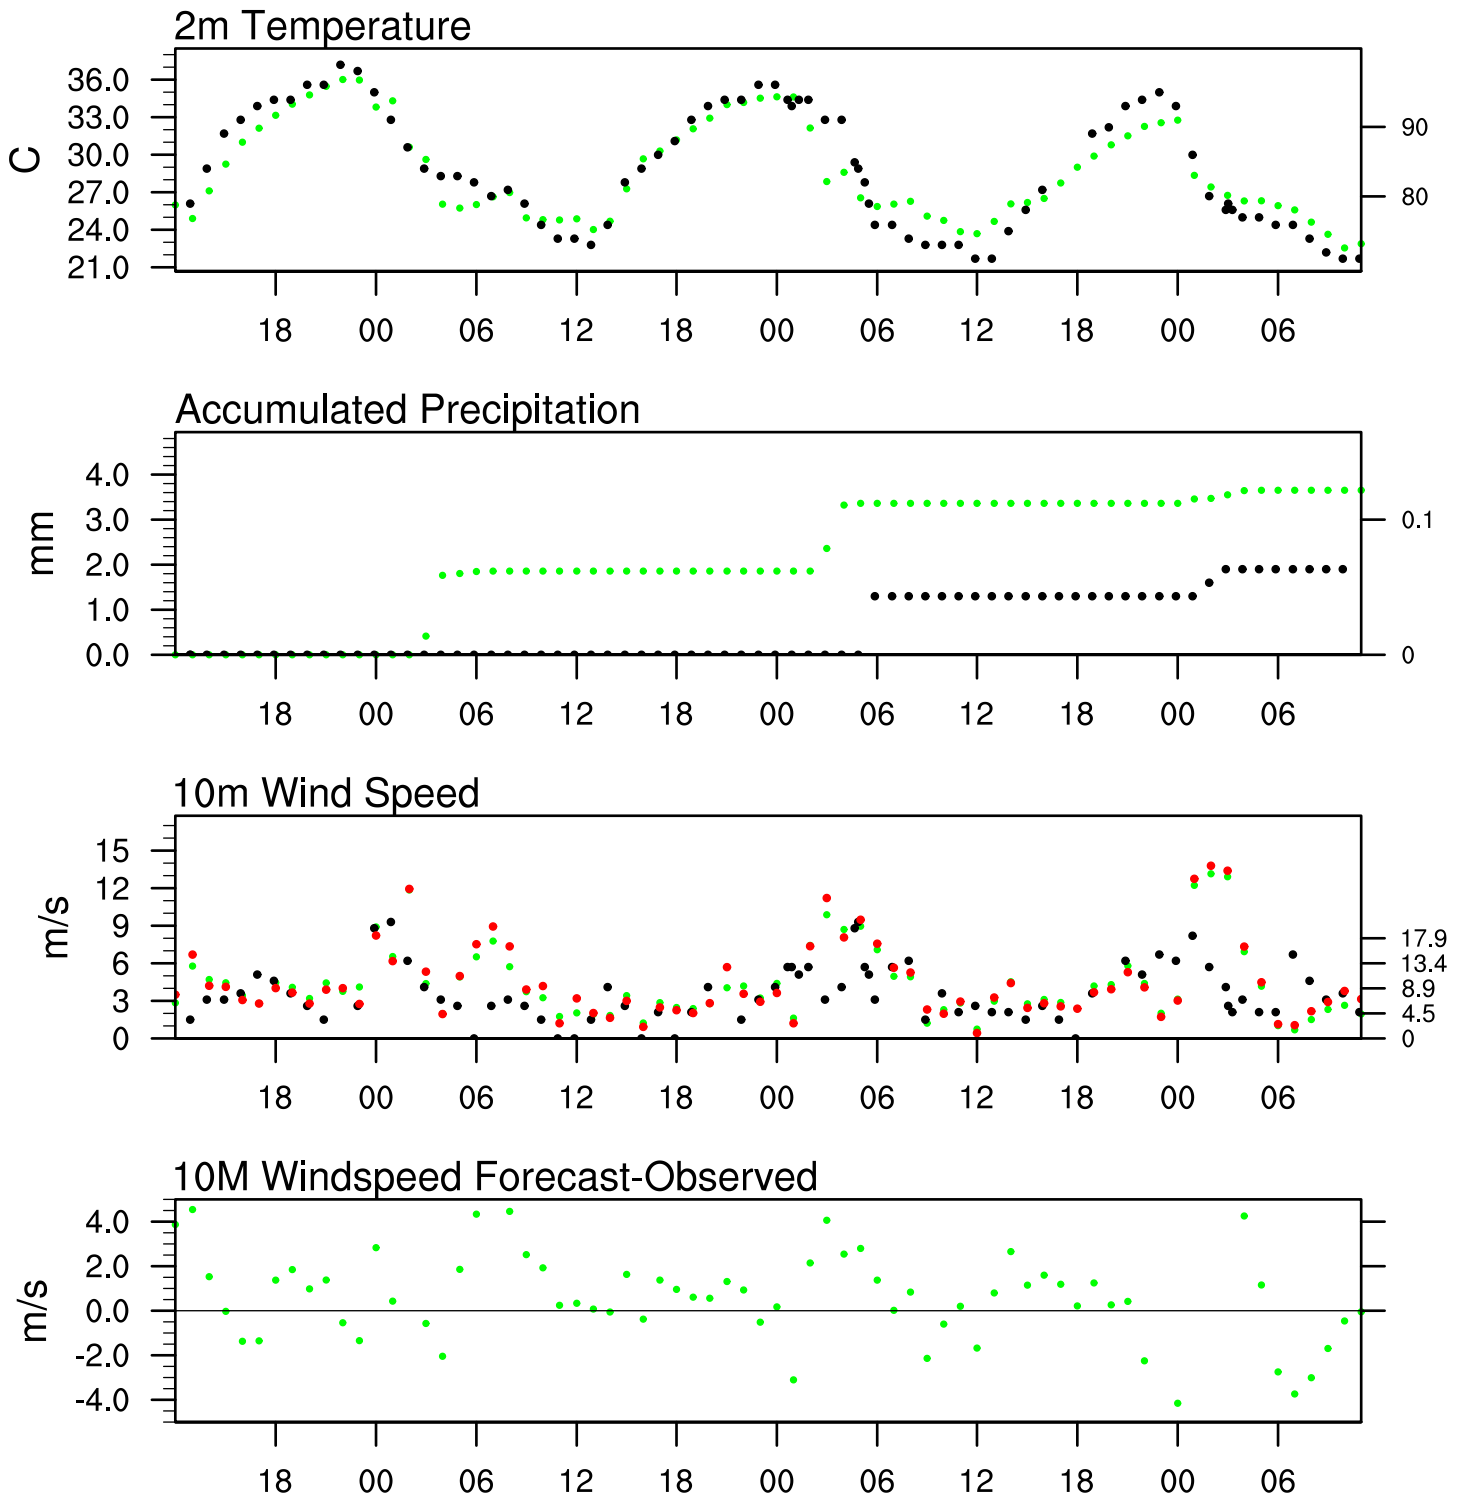 2m Temperature
36.0
33.0
30.0
27.0
24.0
21.0
C
90
80
18 00 06 12 18 00 06 12 18 00 06
Accumulated Precipitation
4.0
3.0
2.0
1.0
0.0
mm
0.1
0
18 00 06 12 18 00 06 12 18 00 06
10m Wind Speed
15
12
9
6
3
0
m/s
17.9
13.4
8.9
4.5
0
18 00 06 12 18 00 06 12 18 00 06
10M Windspeed Forecast-Observed
4.0
2.0
0.0
-2.0
-4.0
m/s
18 00 06 12 18 00 06 12 18 00 06